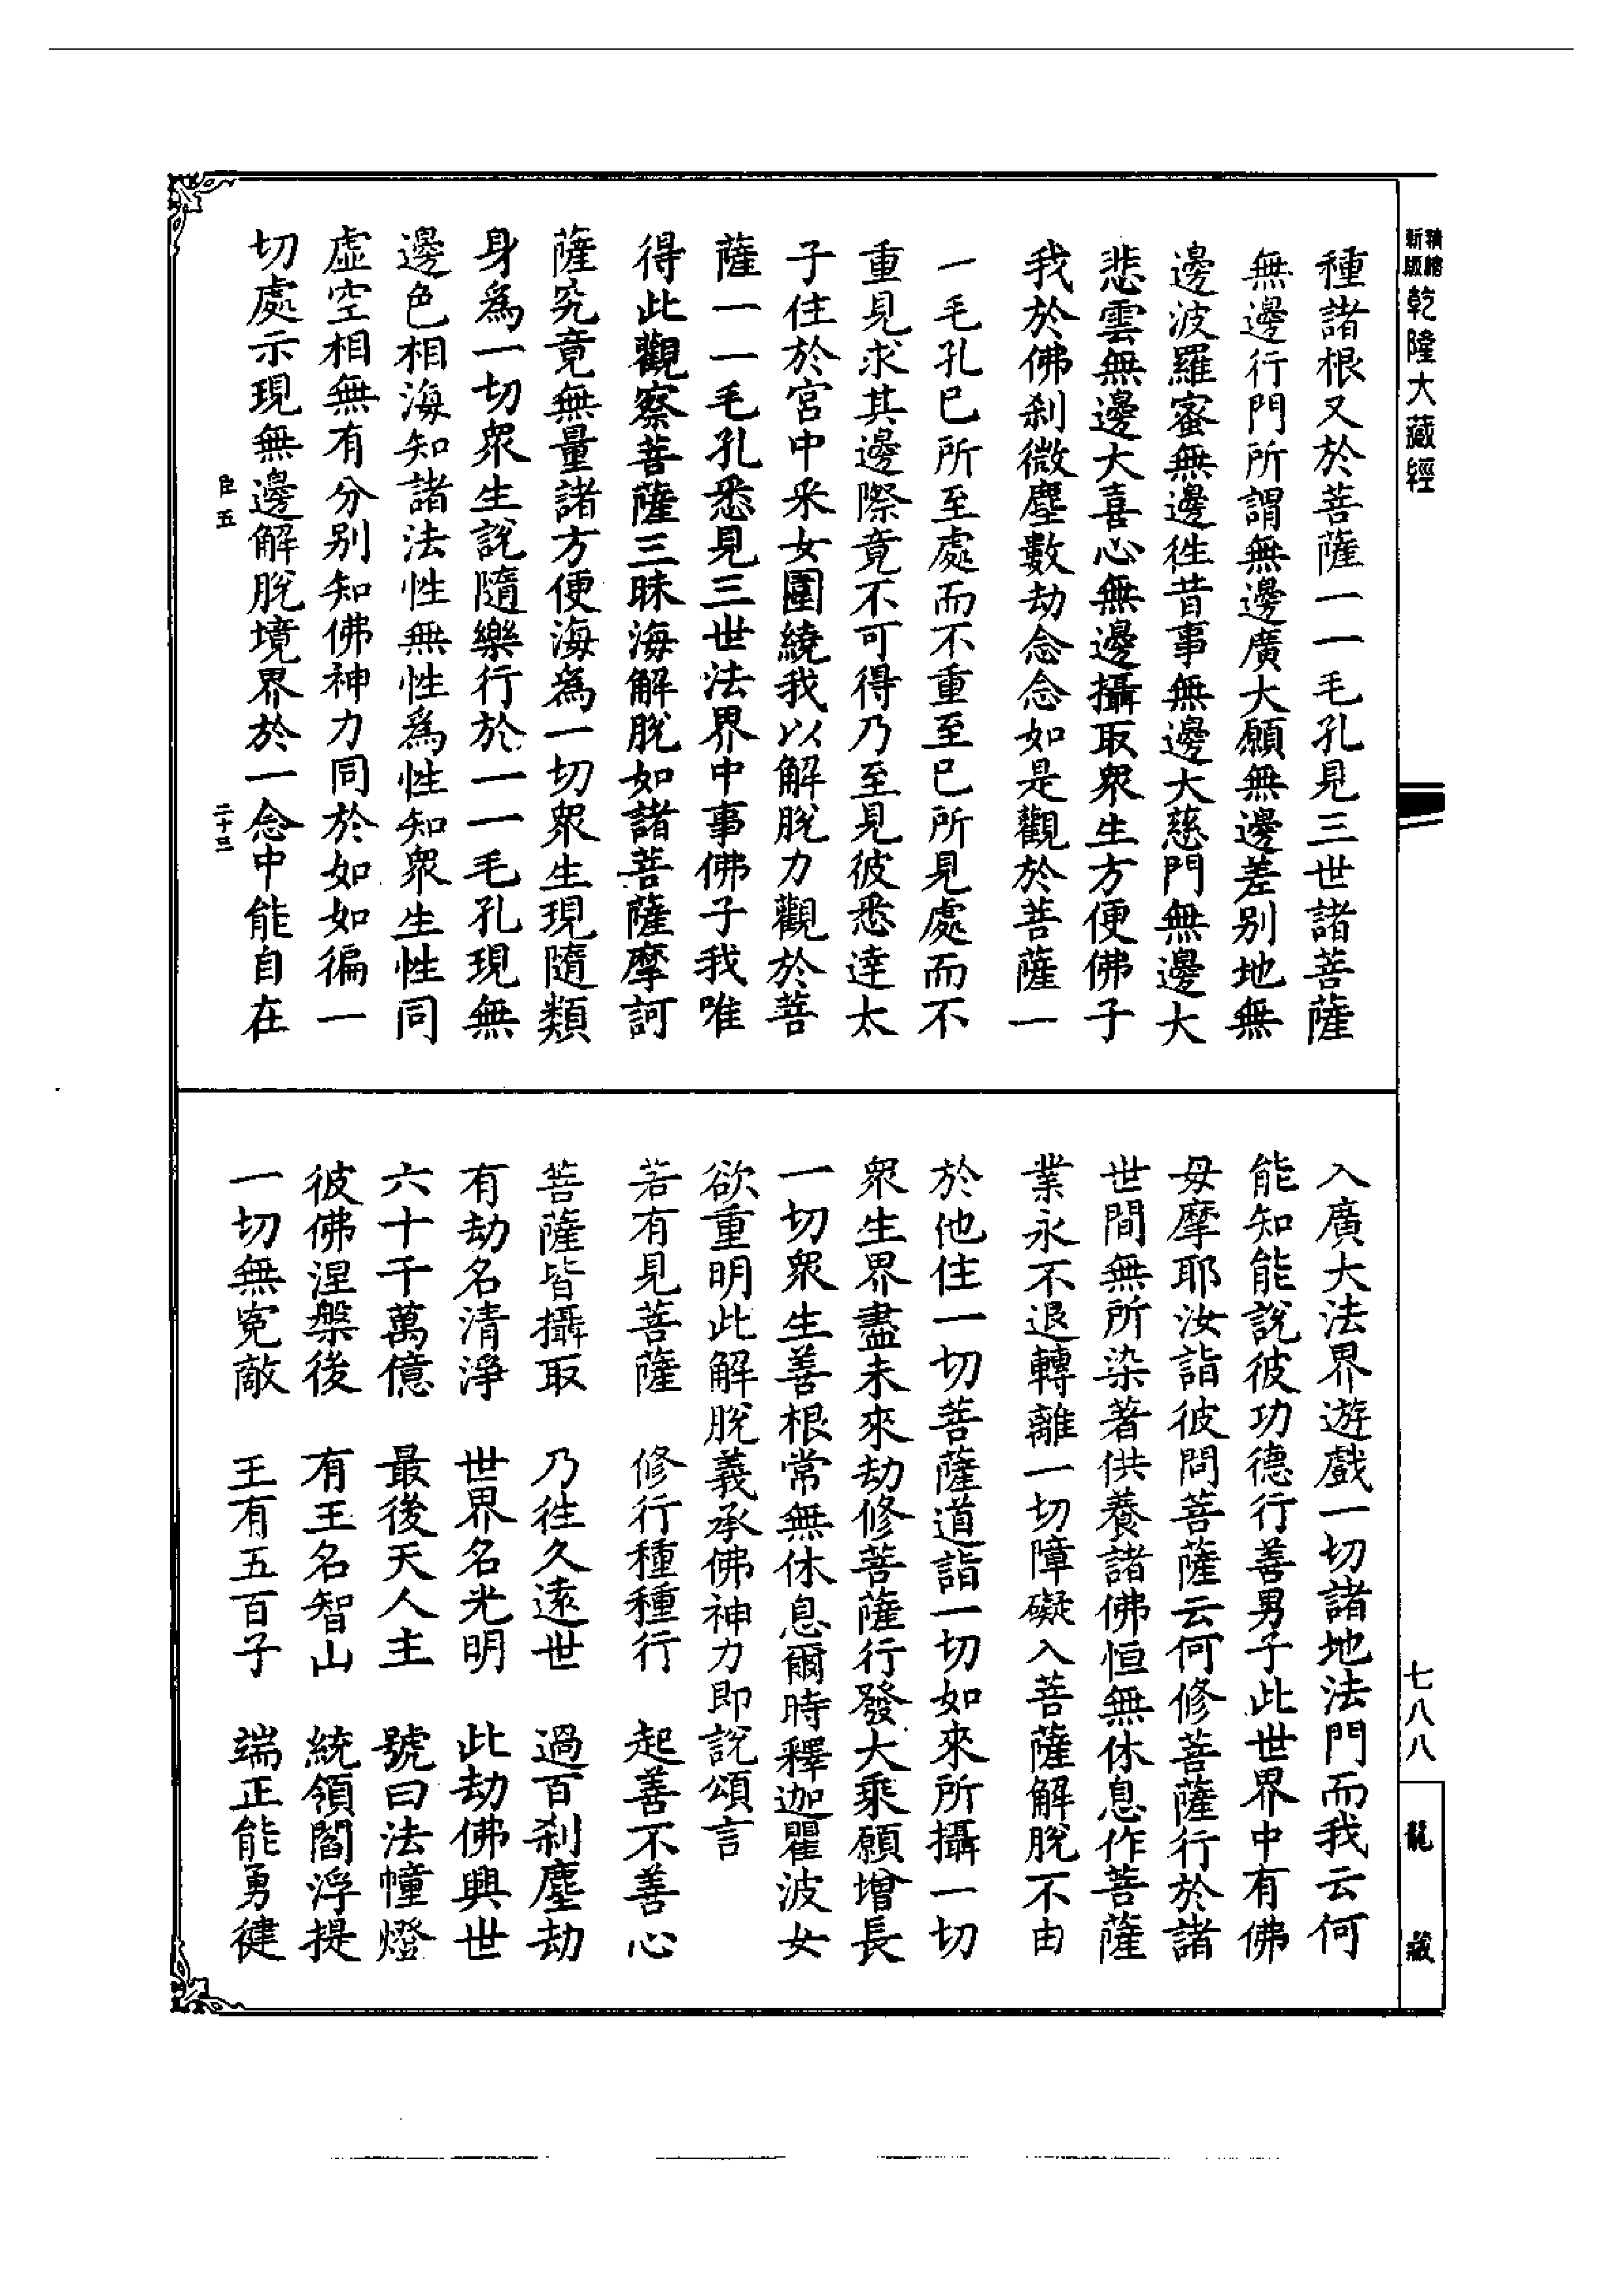 精繕
新版
乾隆大藏經
種諸根又於菩薩一一毛孔見三世諸菩薩
無邊行門所謂無邊廣大願無邊差別地無
邊波羅蜜無邊徃昔事無邊大慈門無邊大
悲雲無邊大喜心無邊攝取衆生方便佛子
我於佛剎微塵數劫念念如是觀於菩薩一
一毛孔巳所至處而不重至巳所見處而不
重見求其邊際竟不可得乃至見彼悉達太
子住於宮中釆女圍繞我以解脫力觀於菩
薩一一毛孔悉見三世法界中事佛子我唯
得此觀察菩薩三昧海解脫如諸菩薩摩訶
薩究竟無量諸方便海爲一切衆生現隨類
身爲一切衆生說隨樂行於一一毛孔現無
邊色相海知諸法性無性爲性知衆生性同
虛空相無有分別知佛神力同於如如徧一
切處示現無邊解脫境界於一念中能自在
臣五
二十三
入廣大法界遊戲一切諸地法門而我云何
能知能說彼功德行善男子此世界中有佛
母摩耶汝詣彼問菩薩云何修菩薩行於諸
世間無所染著供養諸佛恒無休息作菩薩
業永不退轉離一切障礙入菩薩解脫不由
於他住一切菩薩道詣一切如來所攝一切
衆生界盡未來劫修菩薩行發大乘願增長
一切衆生善根常無休息爾時釋迦瞿波女
欲重明此解脫義承佛神力即說頌言
若有見菩薩　修行種種行　起善不善心
菩薩皆攝取　乃徃久遠世　過百剎塵劫
有劫名清淨　世界名光明　此劫佛興世
六十千萬億　最後天人主　號曰法幢燈
彼佛涅槃後　有王名智山　統領閻浮提
一切無寃敵　王有五百子　端正能勇健
七八八
龍藏